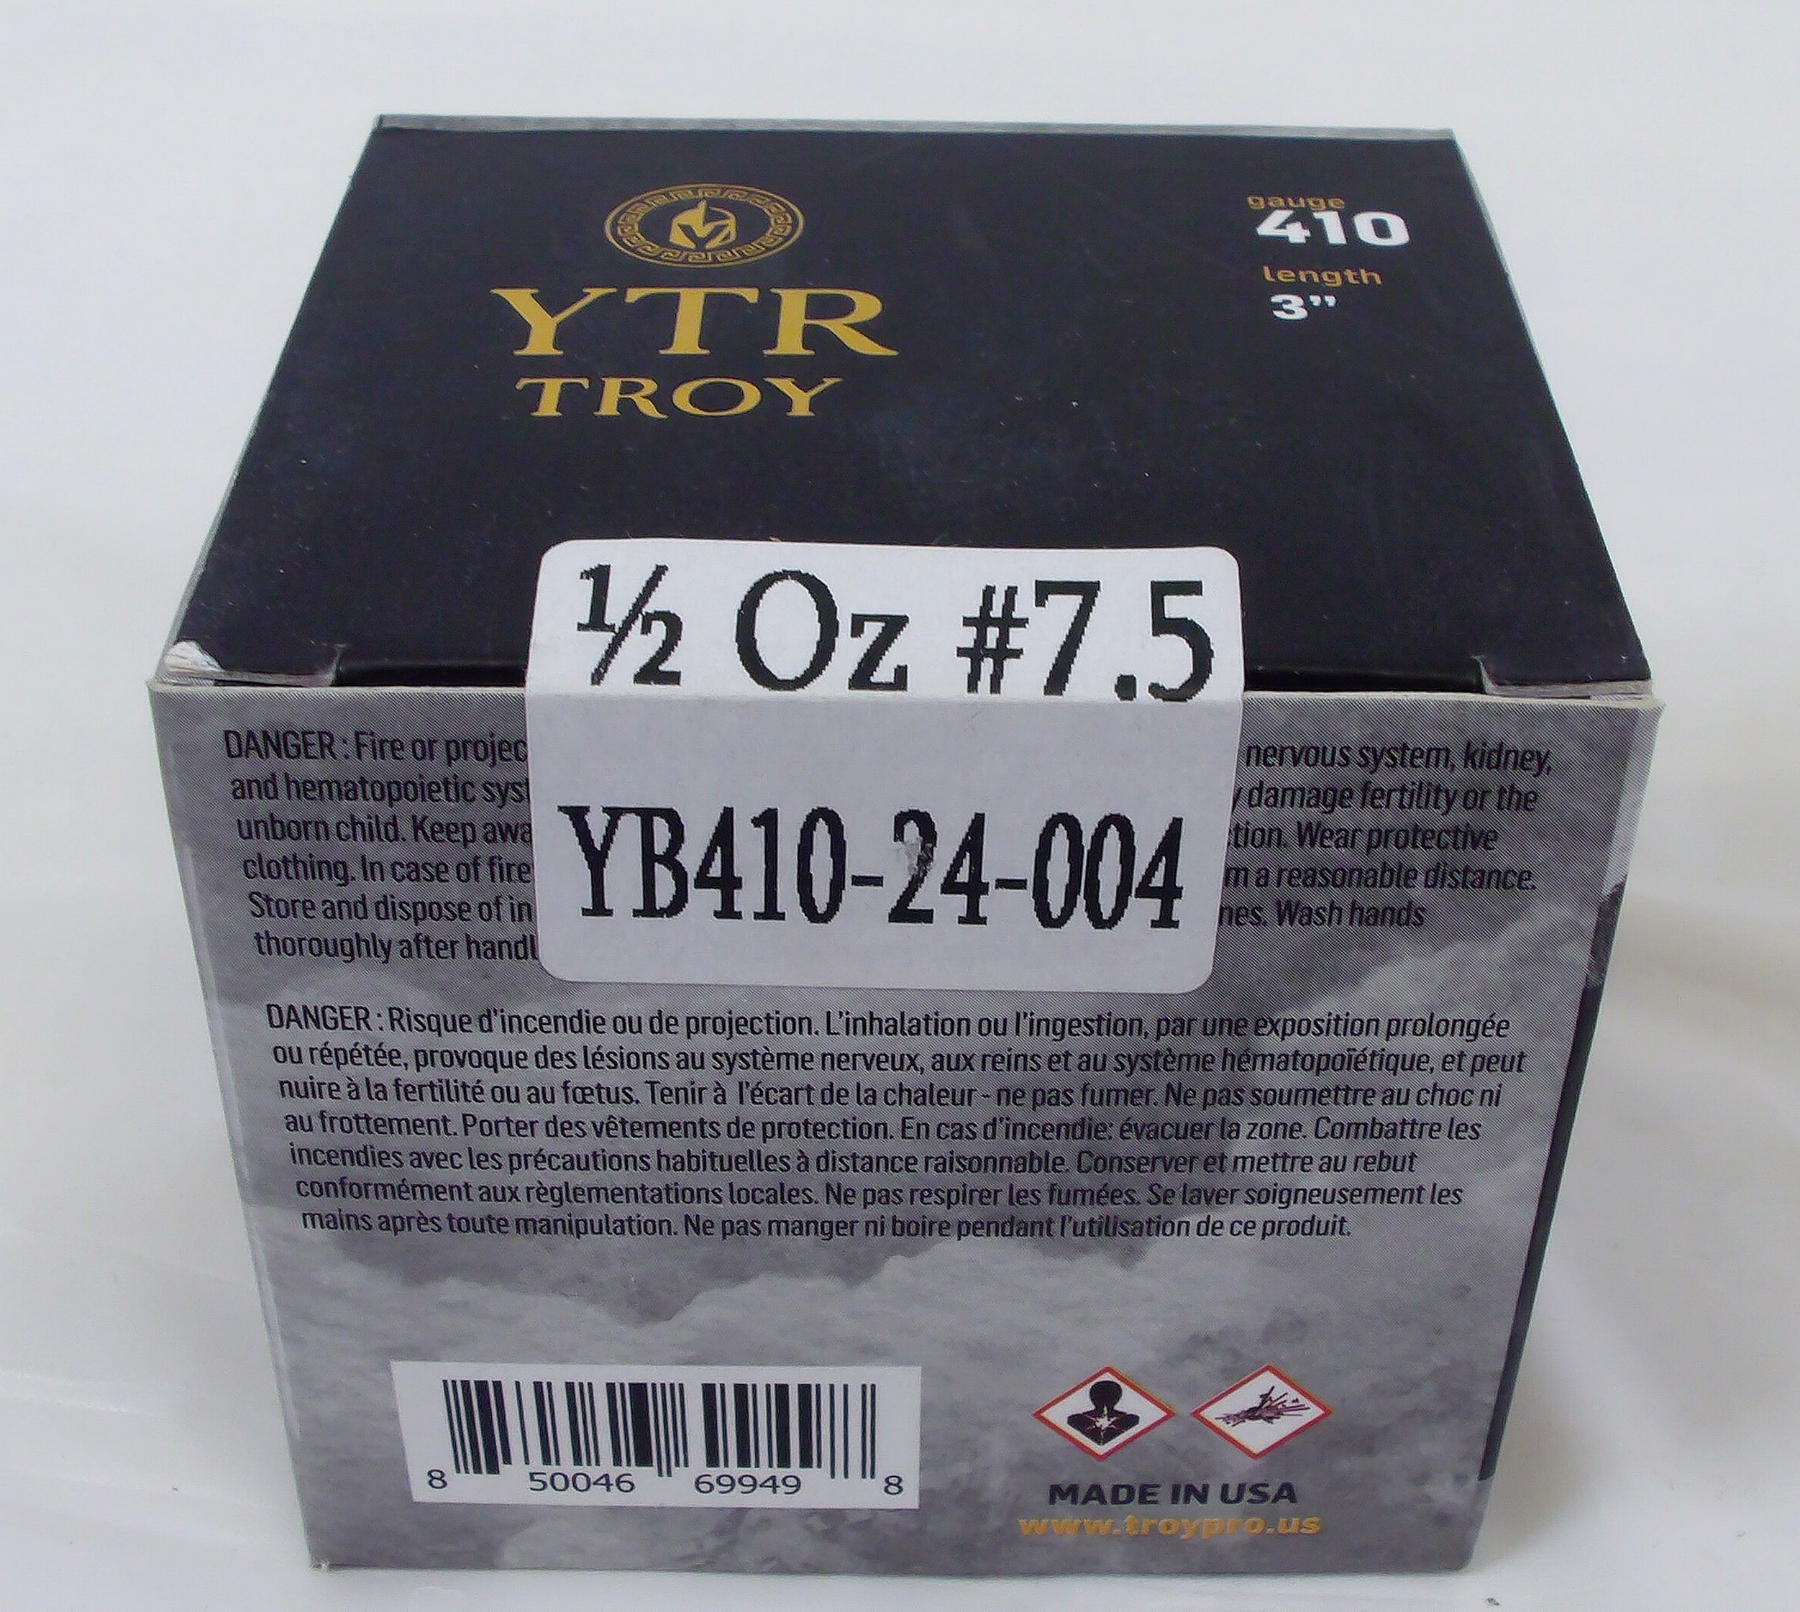 gauge
410
length
3”
YTR
TROY
½ Oz #7.5
YB410-24-004
DANGER : Fire or projec nervous system, kidney,
and hematopoietic sys damage fertility or the
unborn child. Keep awa tion. Wear protective
clothing. In case of fire m a reasonable distance.
Store and dispose of in nes. Wash hands
thoroughly after handl
DANGER : Risque d'incendie ou de projection. L'inhalation ou l'ingestion, par une exposition prolongée
ou répétée, provoque des lésions au système nerveux, aux reins et au système hématopoïétique, et peut
nuire à la fertilité ou au fœtus. Tenir à l'écart de la chaleur - ne pas fumer. Ne pas soumettre au choc ni
au frottement. Porter des vêtements de protection. En cas d'incendie: évacuer la zone. Combattre les
incendies avec les précautions habituelles à distance raisonnable. Conserver et mettre au rebut
conformément aux règlementations locales. Ne pas respirer les fumées. Se laver soigneusement les
mains après toute manipulation. Ne pas manger ni boire pendant l'utilisation de ce produit.
8 50046 69949 8
MADE IN USA
www.troypro.us